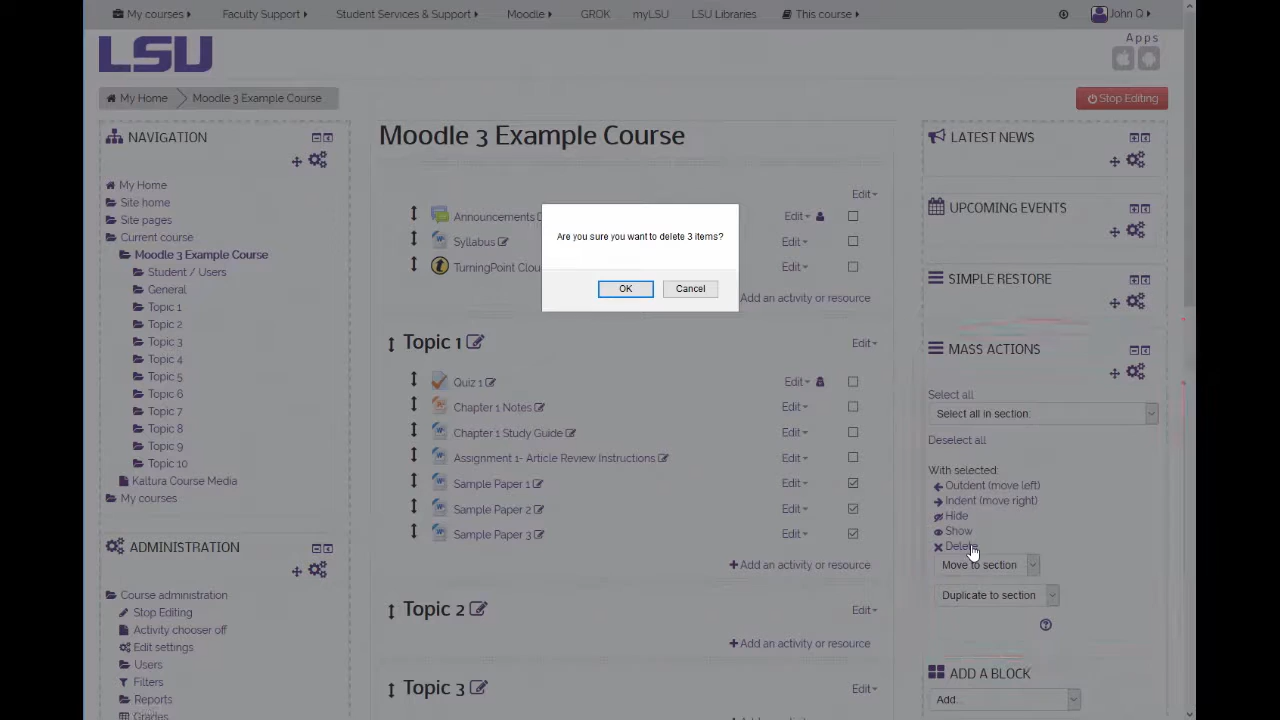 My courses Faculty Support Student Services & Support Moodle GROK myLSU LSU Libraries This course John Q
LSU
Apps
My Home Moodle 3 Example Course
Stop Editing
NAVIGATION
My Home
Site home
Site pages
Current course
Moodle 3 Example Course
Student / Users
General
Topic 1
Topic 2
Topic 3
Topic 4
Topic 5
Topic 6
Topic 7
Topic 8
Topic 9
Topic 10
Kaltura Course Media
My courses
ADMINISTRATION
Course administration
Stop Editing
Activity chooser off
Edit settings
Users
Filters
Reports
Grades
Moodle 3 Example Course
Edit
Announcements
Edit
Syllabus
Edit
TurningPoint Clou
Edit
Add an activity or resource
Are you sure you want to delete 3 items?
OK Cancel
Topic 1
Edit
Quiz 1
Edit
Chapter 1 Notes
Edit
Chapter 1 Study Guide
Edit
Assignment 1- Article Review Instructions
Edit
Sample Paper 1
Edit
Sample Paper 2
Edit
Sample Paper 3
Edit
Add an activity or resource
Topic 2
Edit
Add an activity or resource
Topic 3
Edit
LATEST NEWS
UPCOMING EVENTS
SIMPLE RESTORE
MASS ACTIONS
Select all
Select all in section:
Deselect all
With selected:
Outdent (move left)
Indent (move right)
Hide
Show
Delete
Move to section
Duplicate to section
ADD A BLOCK
Add...